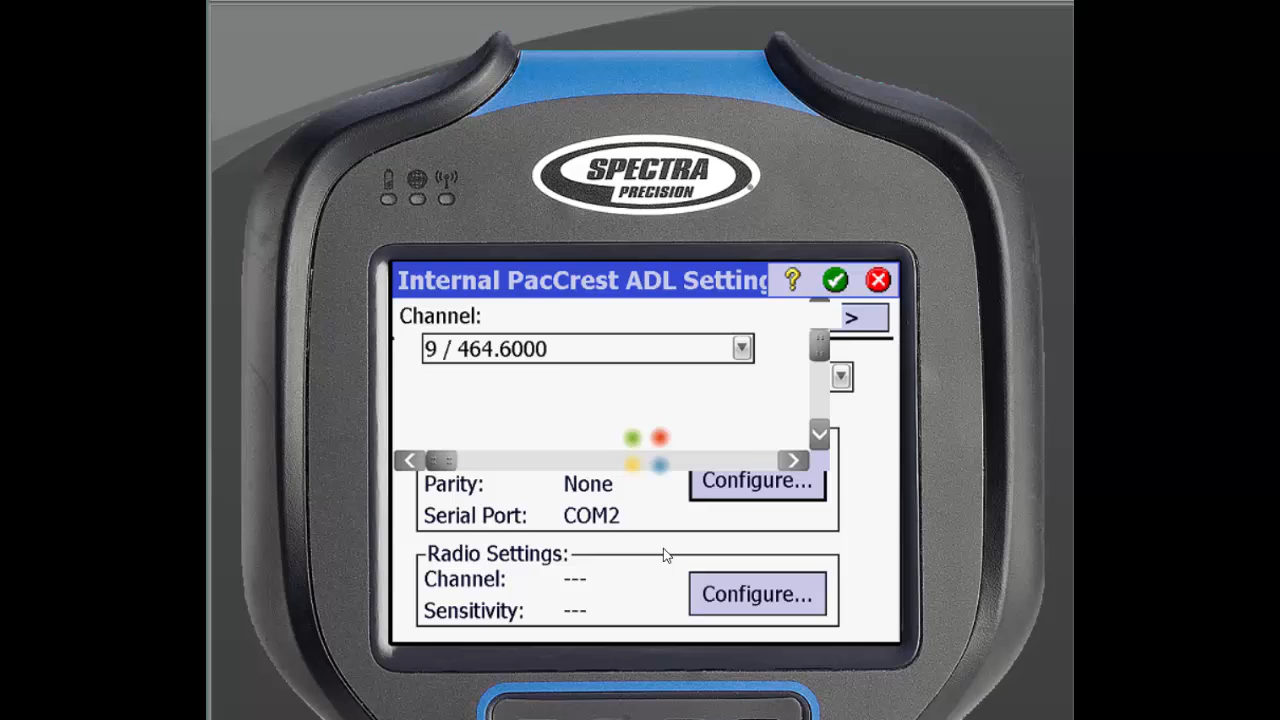 SPECTRA
PRECISION
Internal PacCrest ADL Setting
?
Channel:
>
9 / 464.6000
Parity: None
Configure...
Serial Port: COM2
Radio Settings:
Channel: ---
Configure...
Sensitivity: ---